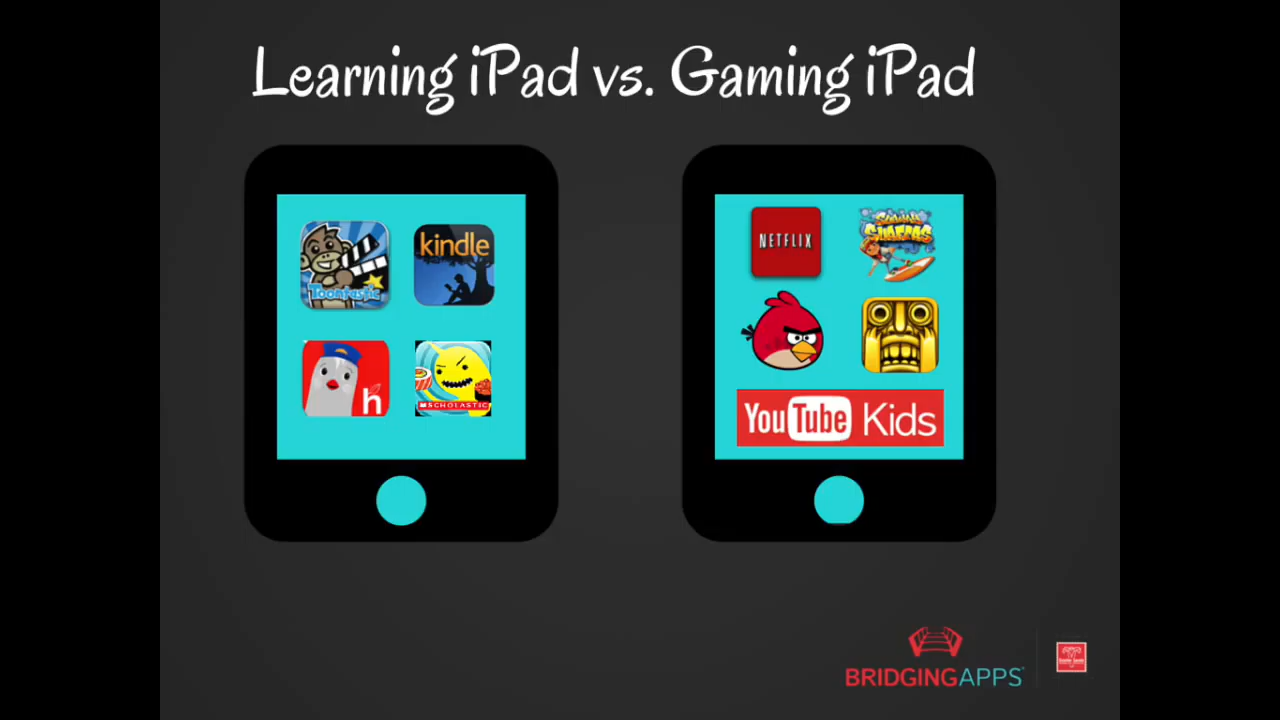 Learning iPad vs. Gaming iPad
Toontastic
kindle
h
SCHOLASTIC
NETFLIX
SUBWAY
SURFERS
YouTube Kids
BRIDGINGAPPS